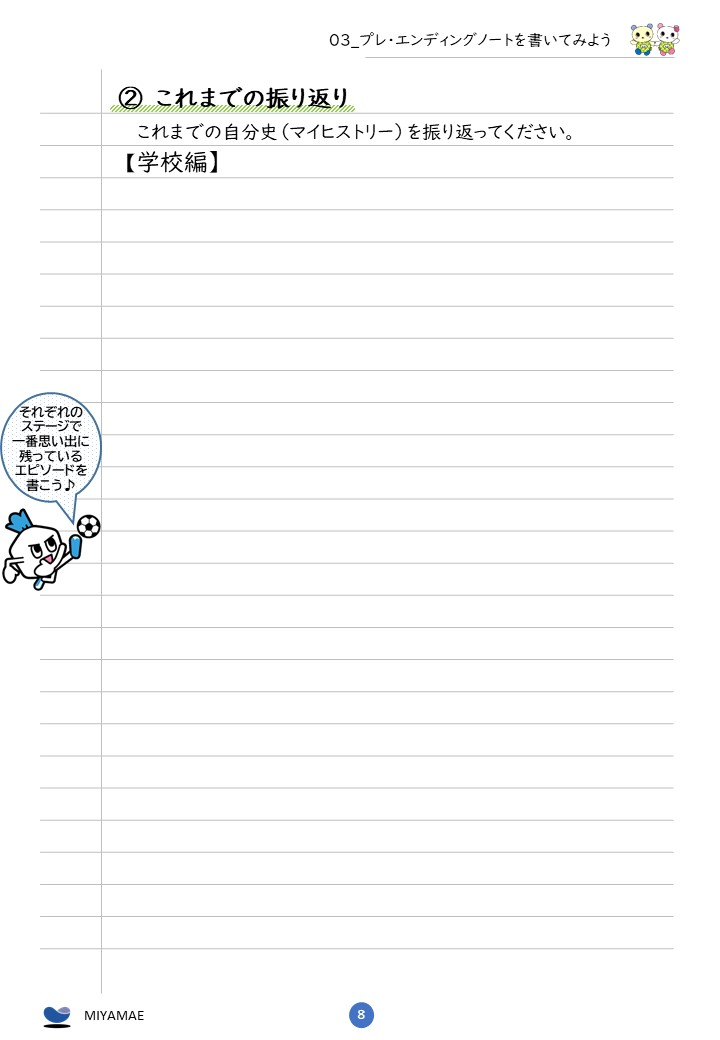 03_プレ・エンディングノートを書いてみよう
② これまでの振り返り
これまでの自分史（マイヒストリー）を振り返ってください。
【学校編】
それぞれの
ステージで
一番思い出に
残っている
エピソードを
書こう♪
MIYAMAE
8